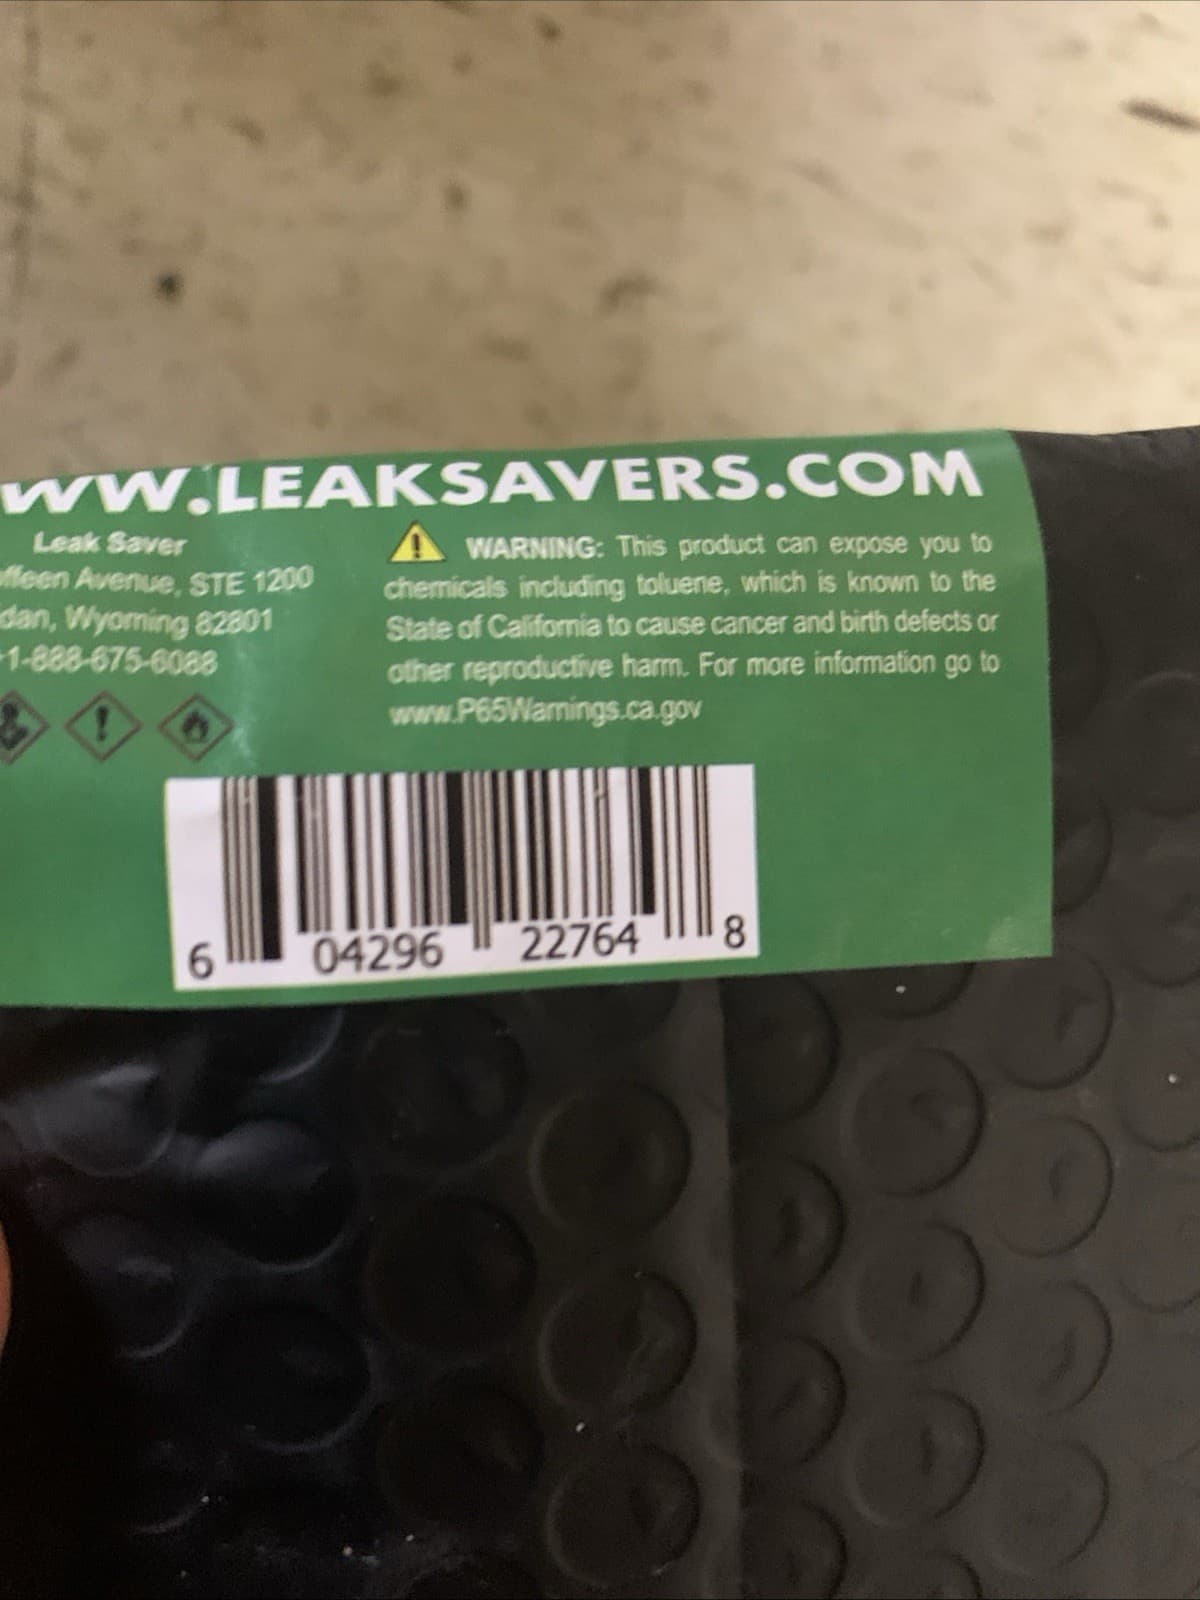 WW.LEAKSAVERS.COM
Leak Saver
ffeen Avenue, STE 1200
dan, Wyoming 82801
+1-888-675-6088
WARNING: This product can expose you to
chemicals including toluene, which is known to the
State of California to cause cancer and birth defects or
other reproductive harm. For more information go to
www.P65Warnings.ca.gov
6 04296 22764 8